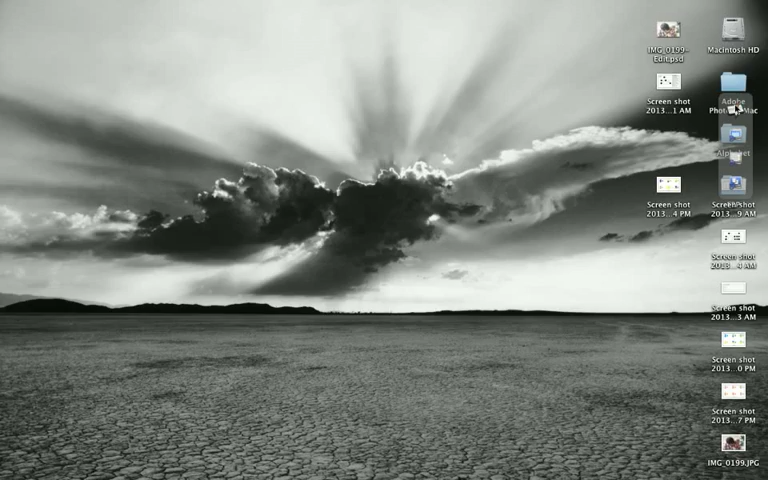 IMG_0199-
Edit.psd
Macintosh HD
Screen shot
2013...1 AM
Adobe
Alphabet
Screen shot
2013...4 PM
Screen shot
2013...9 AM
Screen shot
2013...4 AM
Screen shot
2013...3 AM
Screen shot
2013...0 PM
Screen shot
2013...7 PM
IMG_0199.JPG